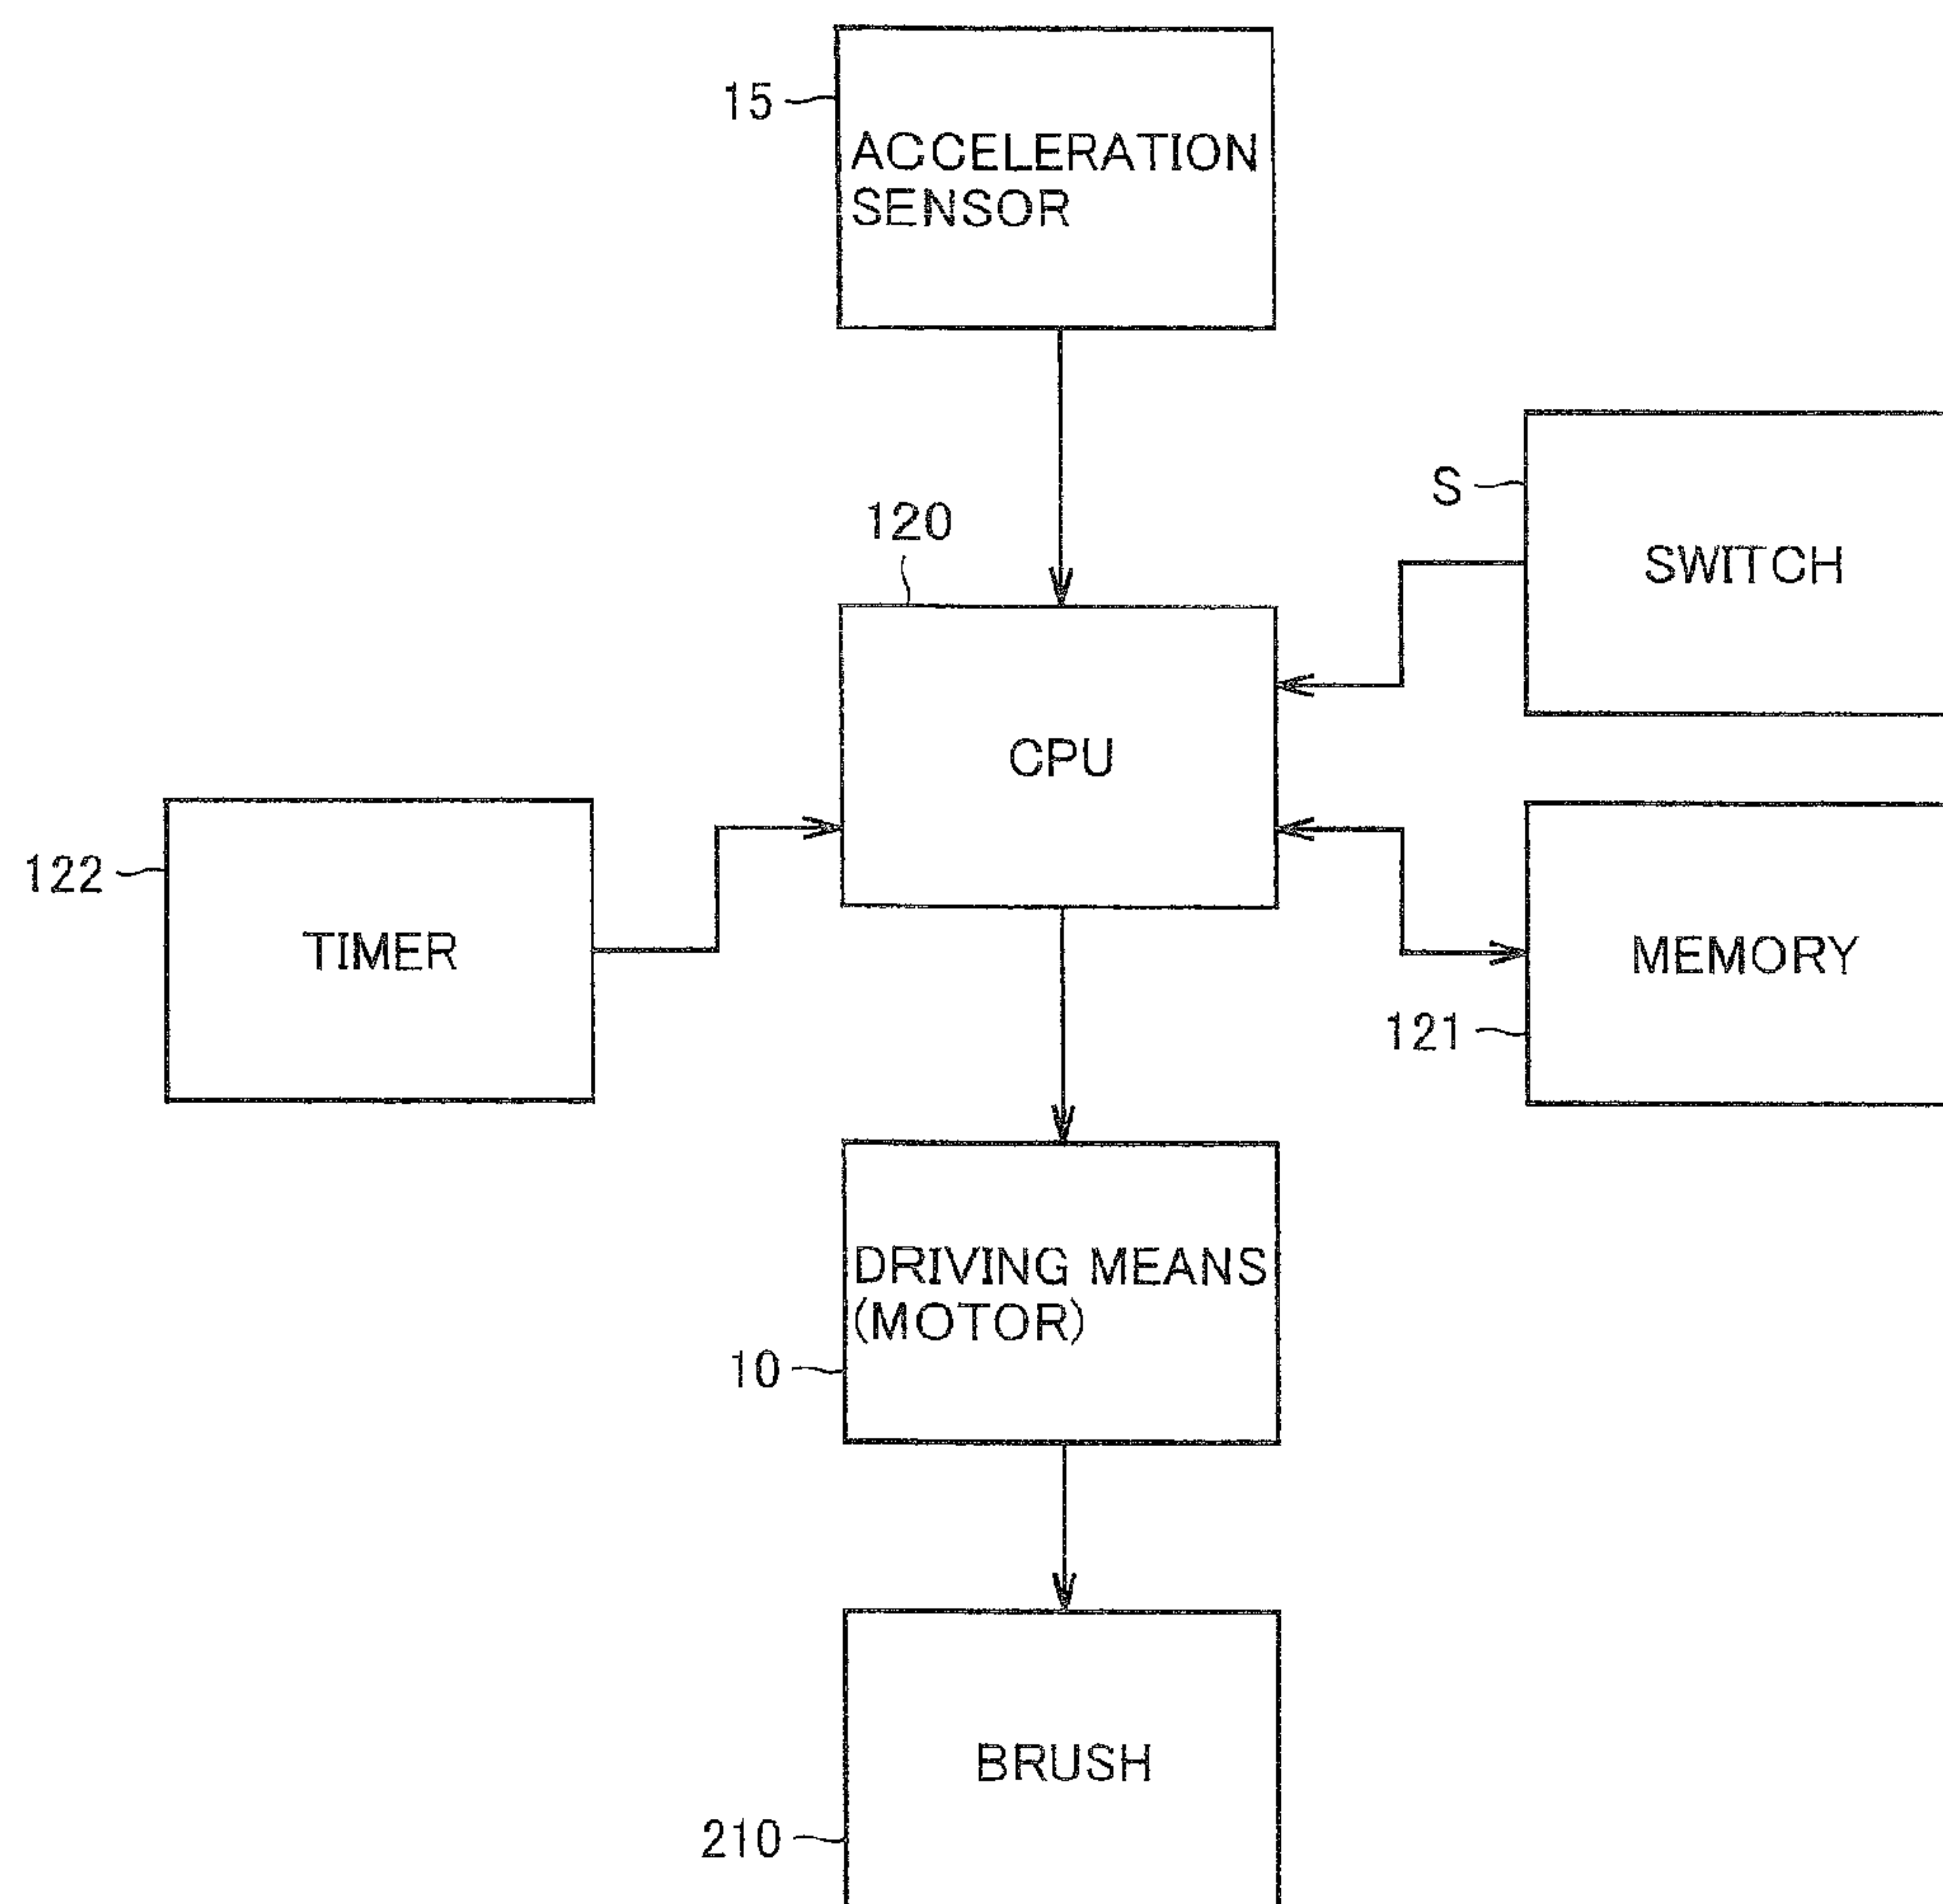 15
ACCELERATION
SENSOR
S
SWITCH
120
CPU
122
TIMER
MEMORY
121
DRIVING MEANS
(MOTOR)
10
BRUSH
210